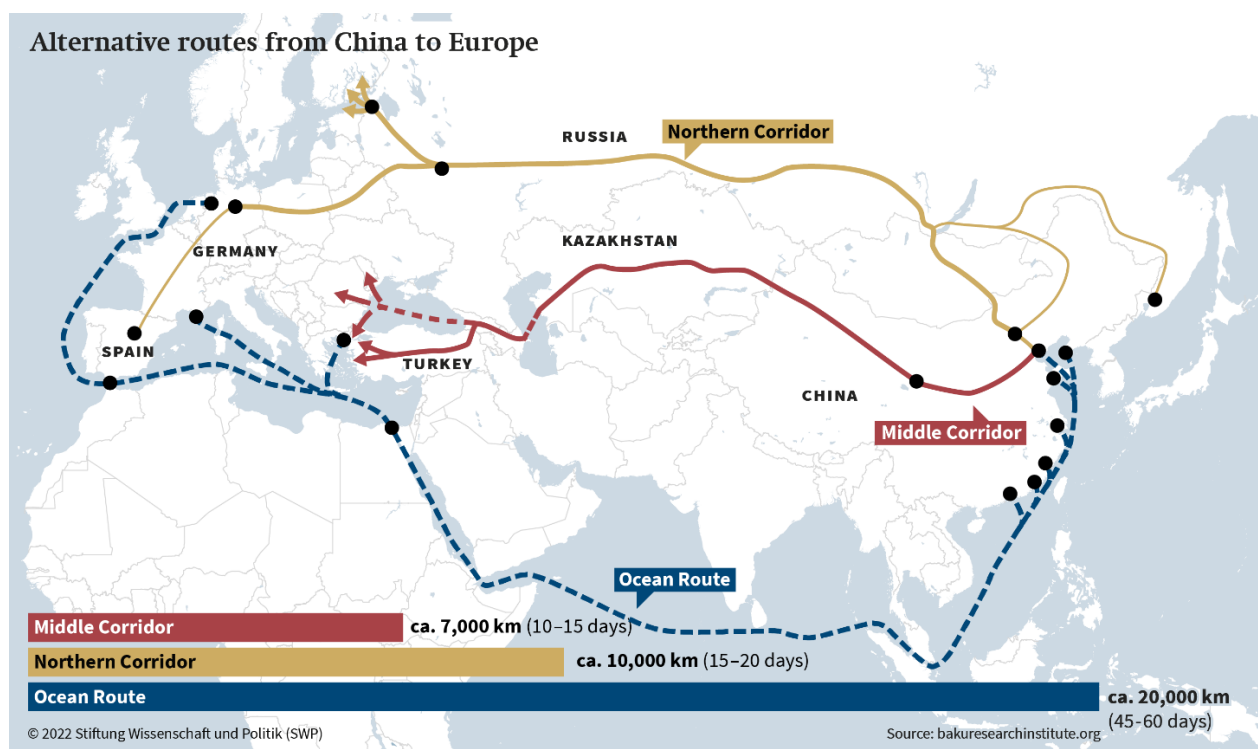 Alternative routes from China to Europe
RUSSIA
Northern Corridor
GERMANY
KAZAKHSTAN
SPAIN
TURKEY
CHINA
Middle Corridor
Ocean Route
Middle Corridor
ca. 7,000 km (10–15 days)
Northern Corridor
ca. 10,000 km (15–20 days)
Ocean Route
ca. 20,000 km
(45-60 days)
© 2022 Stiftung Wissenschaft und Politik (SWP)
Source: bakuresearchinstitute.org